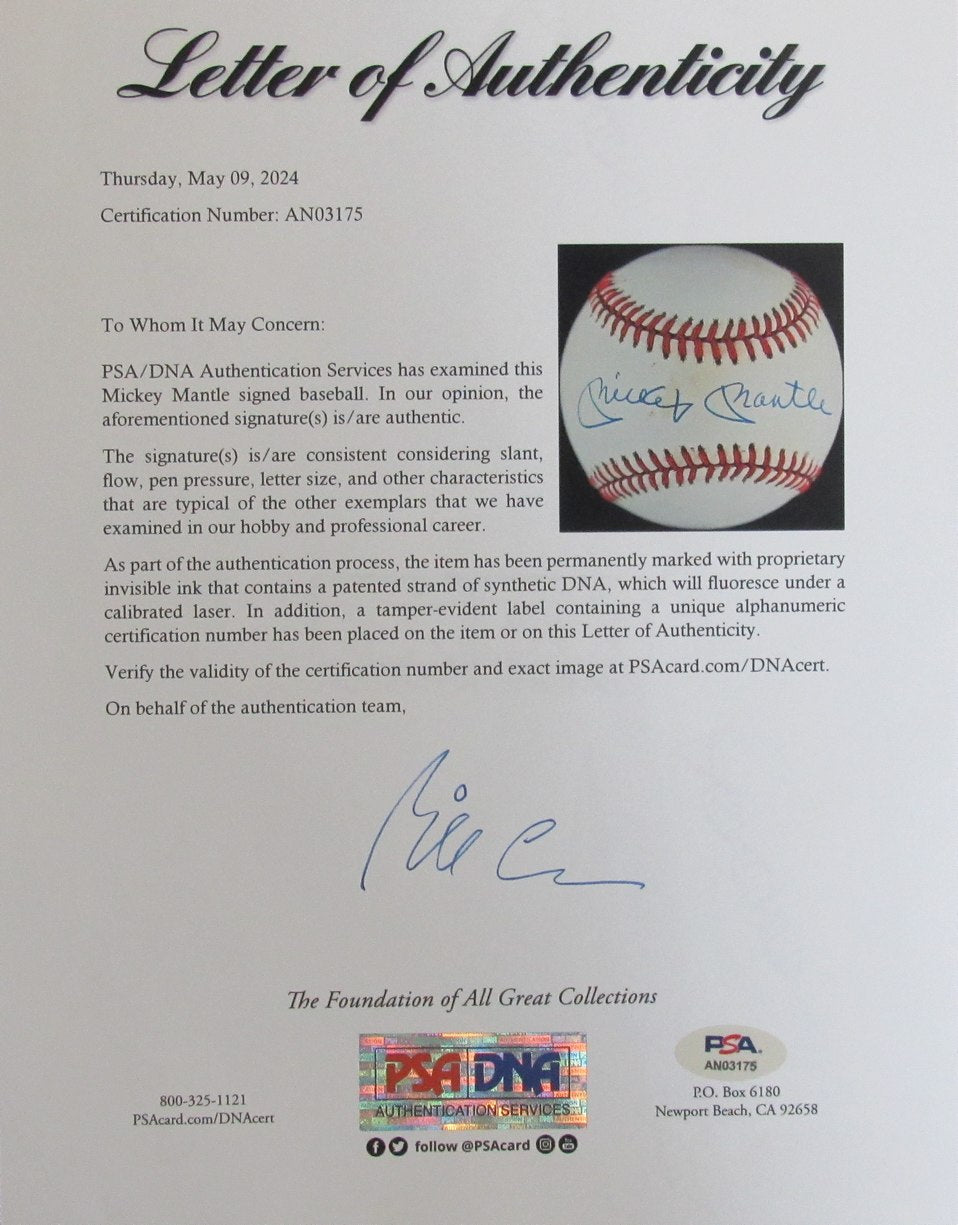 Letter of Authenticity
Thursday, May 09, 2024
Certification Number: AN03175
To Whom It May Concern:
PSA/DNA Authentication Services has examined this
Mickey Mantle signed baseball. In our opinion, the
aforementioned signature(s) is/are authentic.
The signature(s) is/are consistent considering slant,
flow, pen pressure, letter size, and other characteristics
that are typical of the other exemplars that we have
examined in our hobby and professional career.
Mickey Mantle
As part of the authentication process, the item has been permanently marked with proprietary
invisible ink that contains a patented strand of synthetic DNA, which will fluoresce under a
calibrated laser. In addition, a tamper-evident label containing a unique alphanumeric
certification number has been placed on the item or on this Letter of Authenticity.
Verify the validity of the certification number and exact image at PSAcard.com/DNAcert.
On behalf of the authentication team,
The Foundation of All Great Collections
800-325-1121
PSAcard.com/DNAcert
PSA DNA
AUTHENTICATION SERVICES
follow @PSAcard
PSA.
AN03175
P.O. Box 6180
Newport Beach, CA 92658